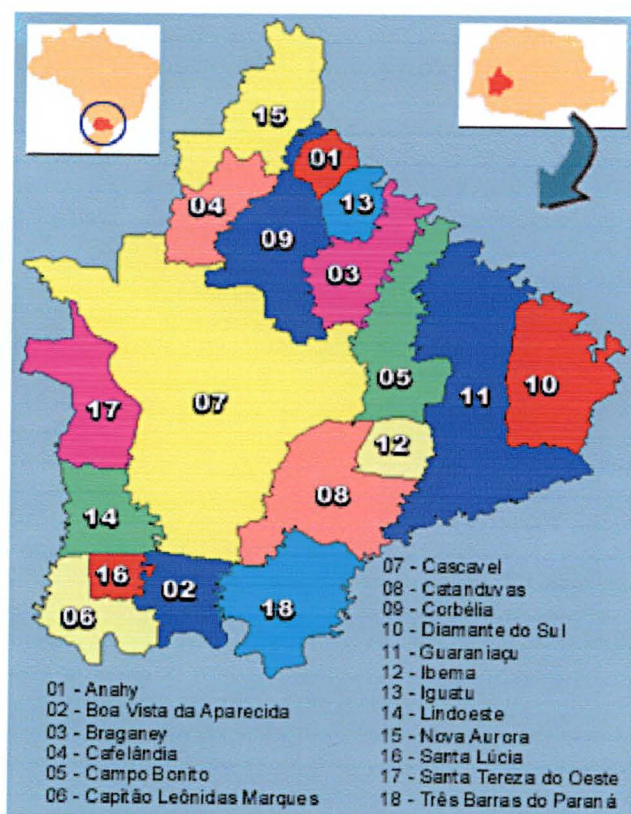 15
01
04
13
09
03
05
10
11
07
17
12
08
14
16
02
06
18
01 - Anahy
02 - Boa Vista da Aparecida
03 - Braganey
04 - Cafelândia
05 - Campo Bonito
06 - Capitão Leônidas Marques
07 - Cascavel
08 - Catanduvas
09 - Corbélia
10 - Diamante do Sul
11 - Guaraniaçu
12 - Ibema
13 - Iguatu
14 - Lindoeste
15 - Nova Aurora
16 - Santa Lúcia
17 - Santa Tereza do Oeste
18 - Três Barras do Paraná